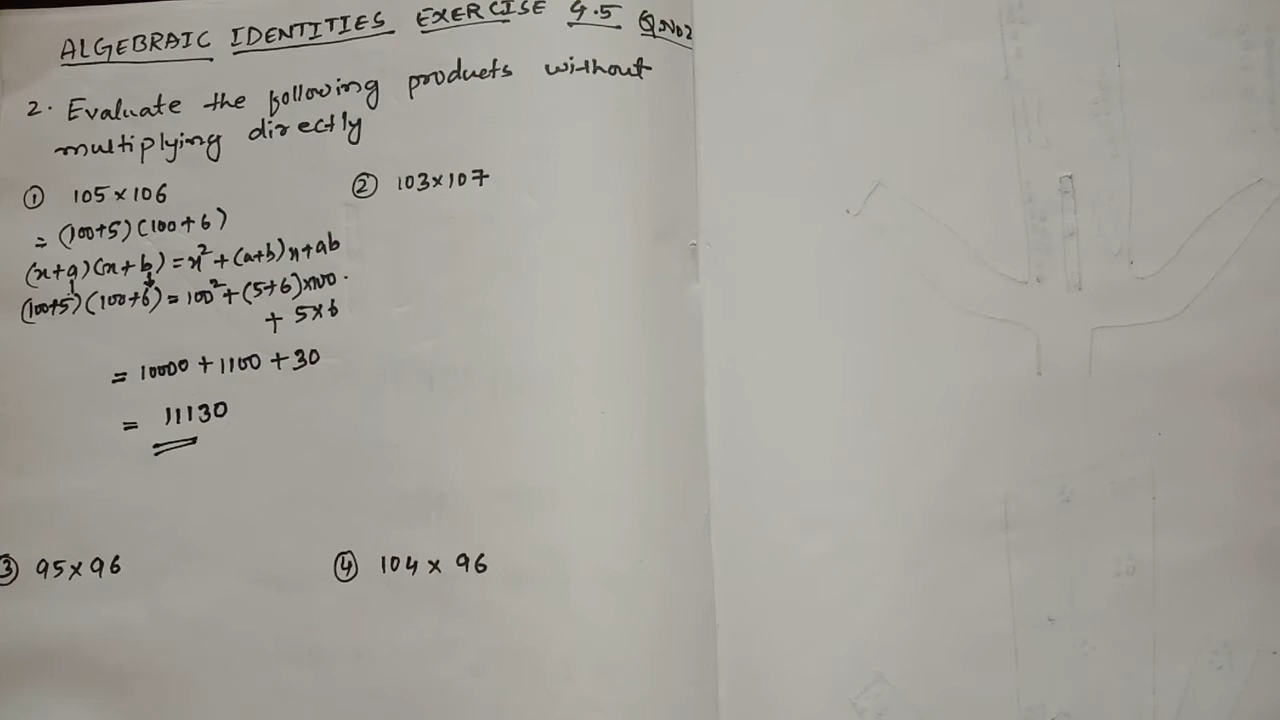 ALGEBRAIC IDENTITIES EXERCISE 4.5 Q.No2
2. Evaluate the following products without
multiplying directly
① 105 × 106
= (100+5) (100+6)
(x+a)(x+b) = x² + (a+b)x + ab
(100+5) (100+6) = 100² + (5+6)×100
+ 5×6
= 10000 + 1100 + 30
= 11130
② 103×107
③ 95×96
④ 104 × 96